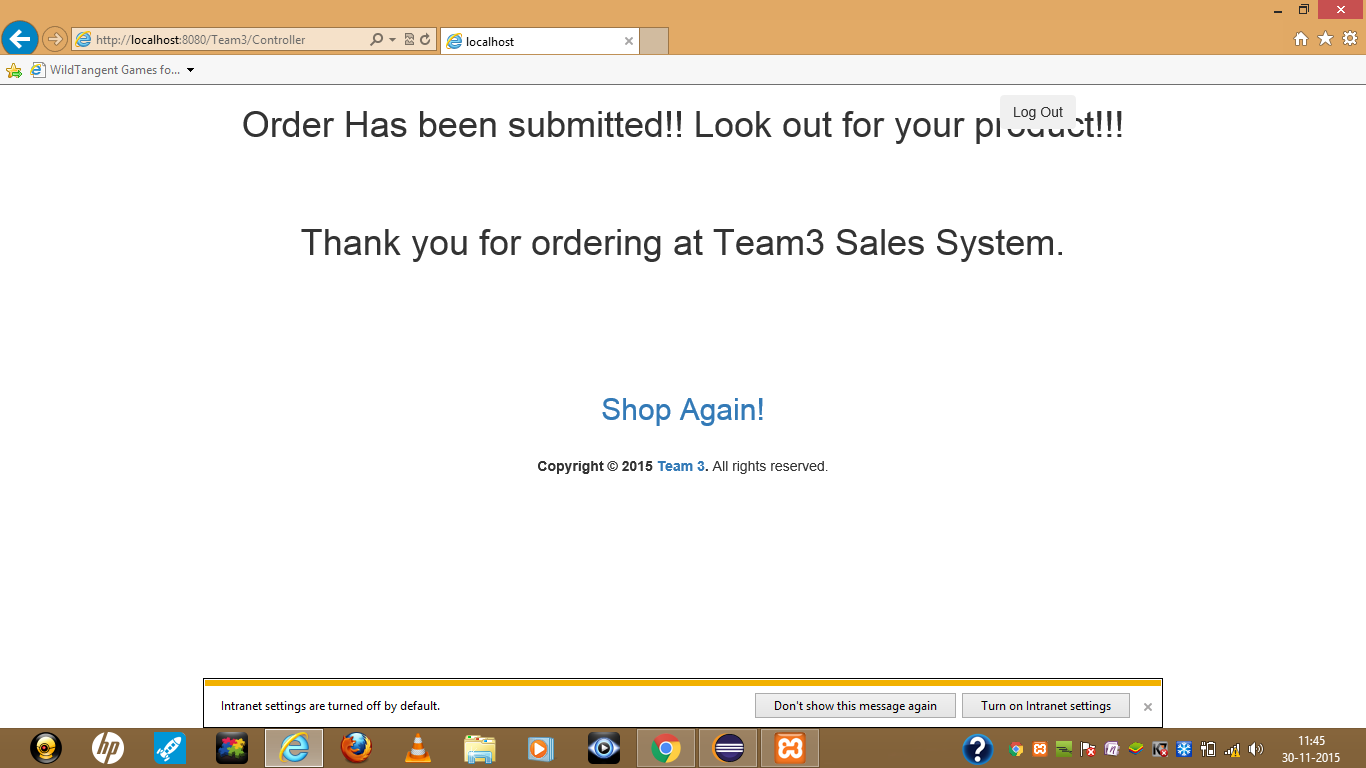 http://localhost:8080/Team3/Controller
localhost
WildTangent Games fo...
Log Out
Order Has been submitted!! Look out for your product!!!
Thank you for ordering at Team3 Sales System.
Shop Again!
Copyright © 2015 Team 3. All rights reserved.
Intranet settings are turned off by default.
Don't show this message again
Turn on Intranet settings
hp
11:45
30-11-2015